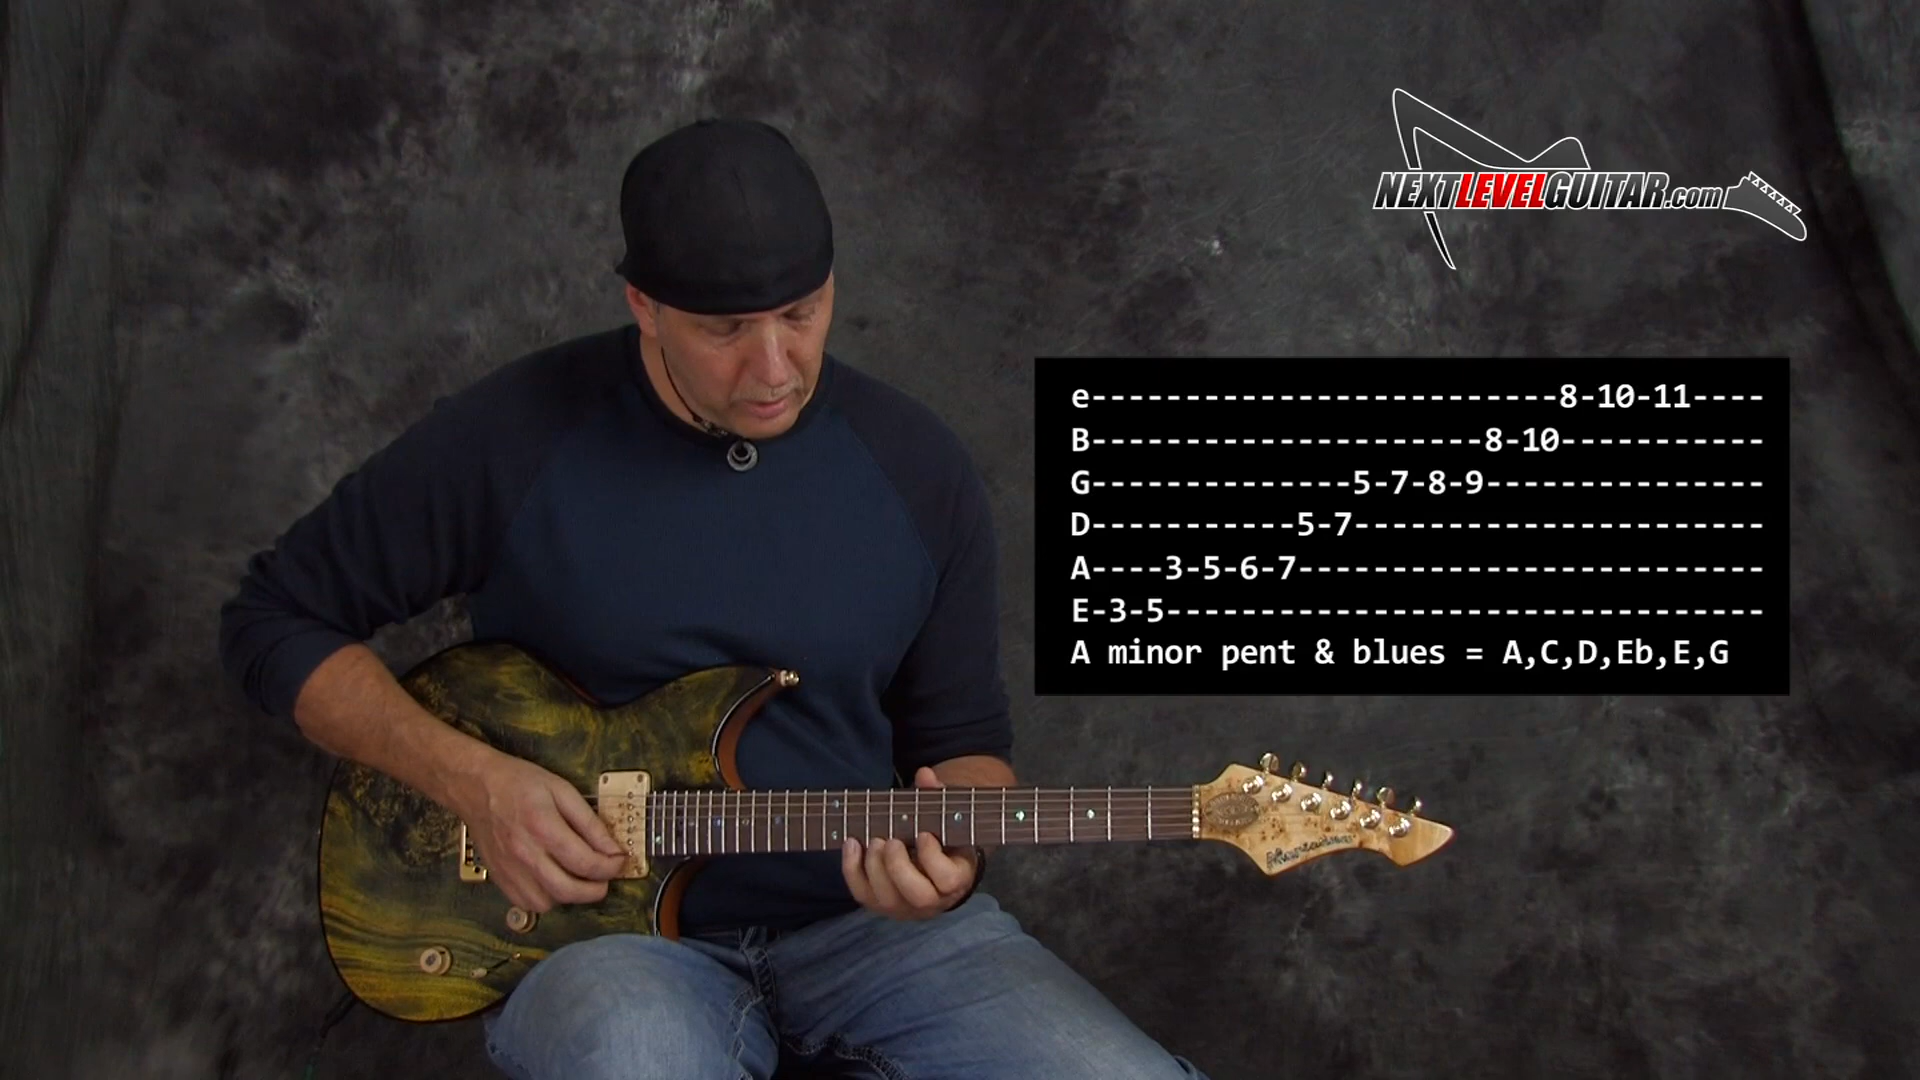 NEXTLEVELGUITAR.com
e-------------------------8-10-11----
B---------------------8-10-----------
G--------------5-7-8-9---------------
D-----------5-7----------------------
A----3-5-6-7-------------------------
E-3-5--------------------------------
A minor pent & blues = A,C,D,Eb,E,G